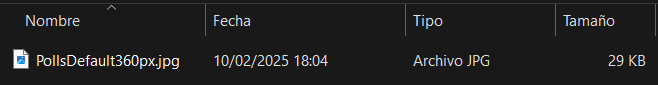 Nombre Fecha Tipo Tamaño
PollsDefault360px.jpg 10/02/2025 18:04 Archivo JPG 29 KB